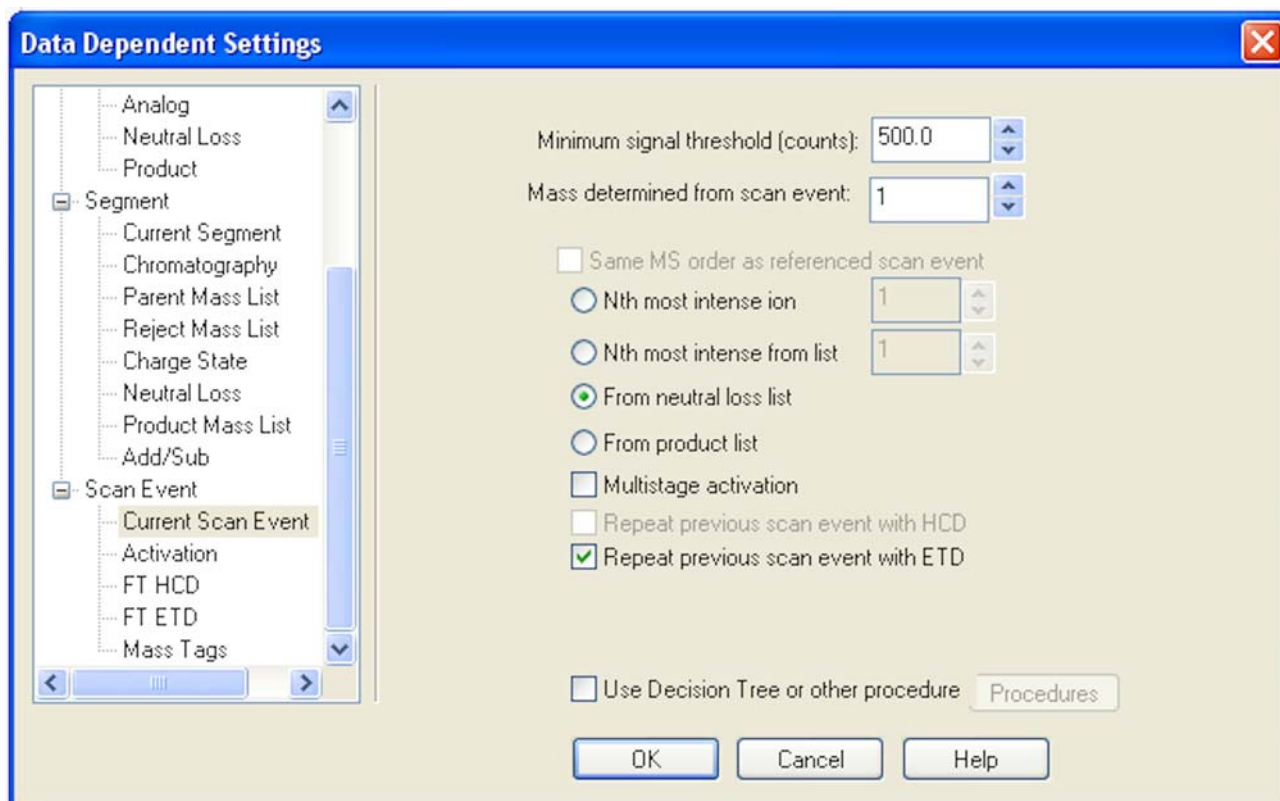 Data Dependent Settings
Analog
Neutral Loss
Product
Segment
Current Segment
Chromatography
Parent Mass List
Reject Mass List
Charge State
Neutral Loss
Product Mass List
Add/Sub
Scan Event
Current Scan Event
Activation
FT HCD
FT ETD
Mass Tags
Minimum signal threshold (counts): 500.0
Mass determined from scan event: 1
Same MS order as referenced scan event
Nth most intense ion 1
Nth most intense from list 1
From neutral loss list
From product list
Multistage activation
Repeat previous scan event with HCD
Repeat previous scan event with ETD
Use Decision Tree or other procedure Procedures
OK Cancel Help